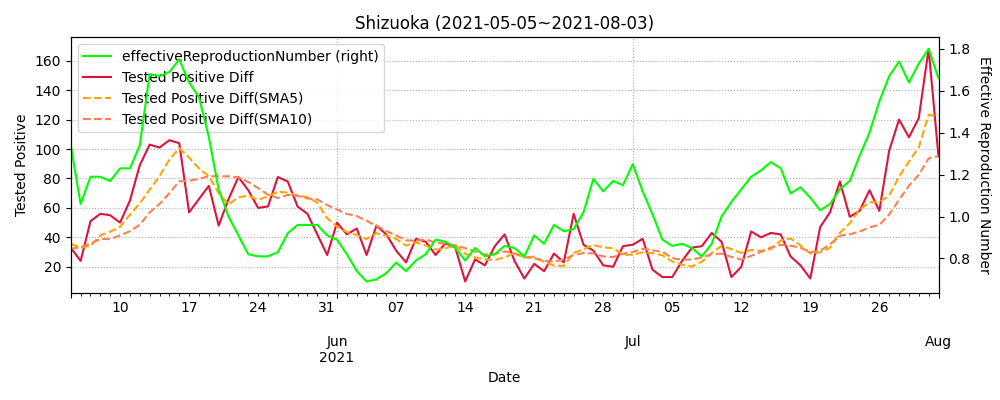 Shizuoka (2021-05-05~2021-08-03)
effectiveReproductionNumber (right)
Tested Positive Diff
Tested Positive Diff(SMA5)
Tested Positive Diff(SMA10)
Tested Positive
160
140
120
100
80
60
40
20
Effective Reproduction Number
1.8
1.6
1.4
1.2
1.0
0.8
10 17 24 31 07 14 21 28 05 12 19 26
Jun Jul Aug
2021
Date